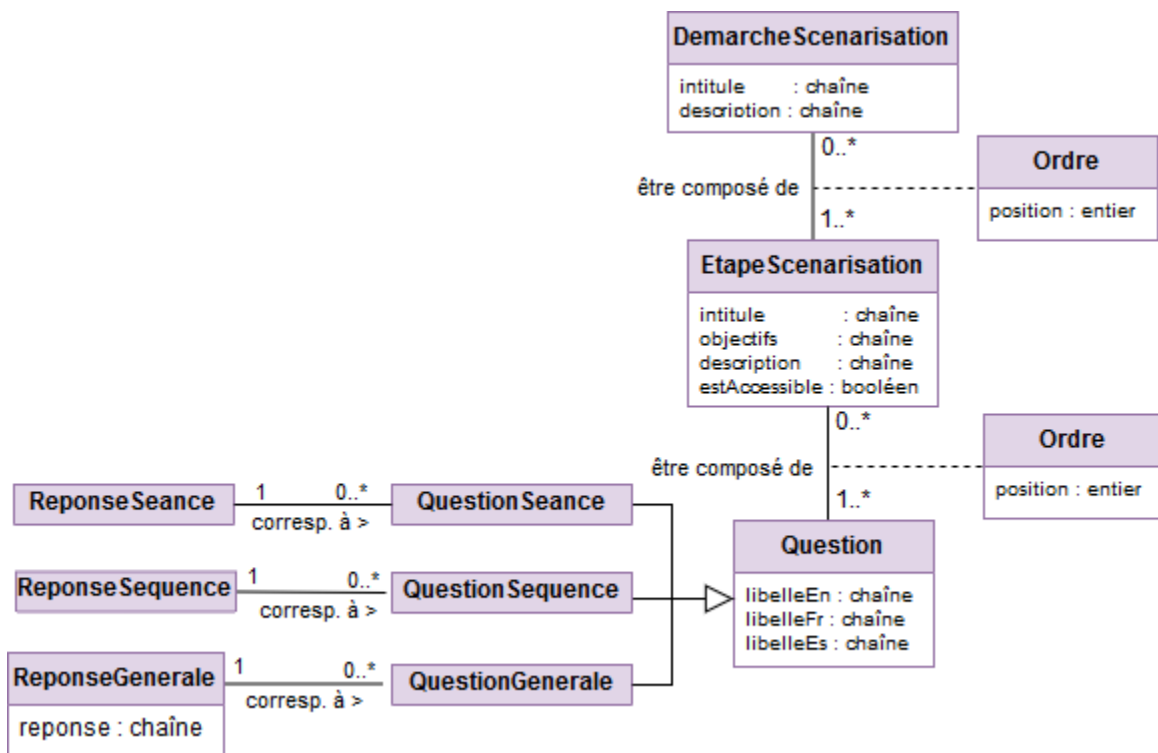 DemarcheScenarisation
intitule : chaîne
description : chaîne
0..*
être composé de
1..*
Ordre
position : entier
EtapeScenarisation
intitule : chaîne
objectifs : chaîne
description : chaîne
estAccessible : booléen
0..*
être composé de
1..*
Ordre
position : entier
ReponseSeance
1 0..*
corresp. à >
QuestionSeance
Question
libelleEn : chaîne
libelleFr : chaîne
libelleEs : chaîne
ReponseSequence
1 0..*
corresp. à >
QuestionSequence
ReponseGenerale
reponse : chaîne
1 0..*
corresp. à >
QuestionGenerale